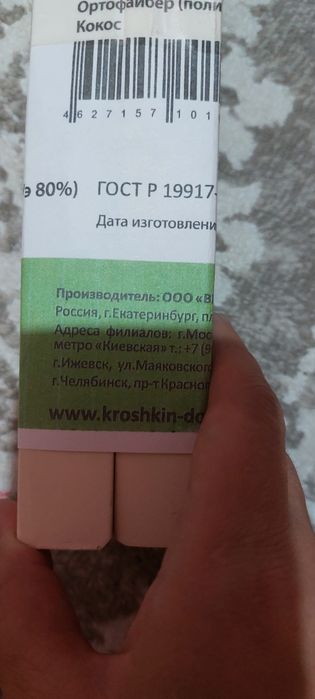 Ортофайбер (поли
Кокос
4 627157 101
э 80%) ГОСТ Р 19917-
Дата изготовлени
Производитель: ООО «В
Россия, г.Екатеринбург, пл
Адреса филиалов: г.Мос
метро «Киевская» т.: +7 (9
г.Ижевск, ул.Маяковского
г.Челябинск, пр-т Красног
www.kroshkin-do